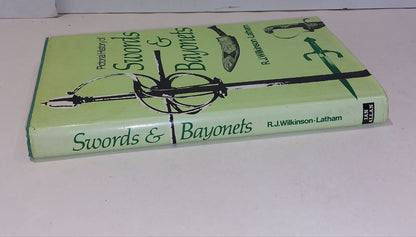 Pictorial History of
Swords
&
Bayonets
R.J.Wilkinson-Latham
Swords & Bayonets
R.J.Wilkinson-Latham
IAN
ALLAN